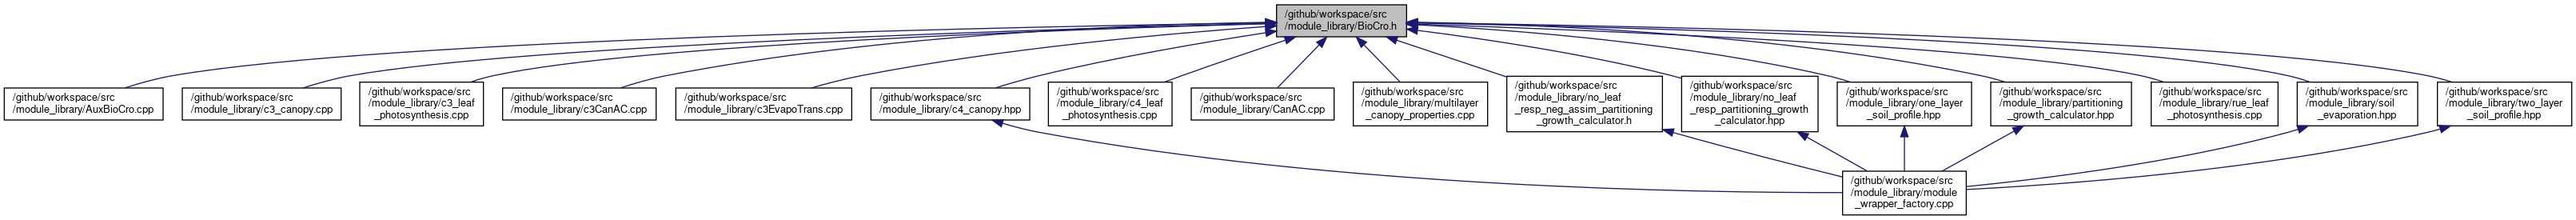 /github/workspace/src
/module_library/BioCro.h
/github/workspace/src
/module_library/AuxBioCro.cpp
/github/workspace/src
/module_library/c3_canopy.cpp
/github/workspace/src
/module_library/c3_leaf
_photosynthesis.cpp
/github/workspace/src
/module_library/c3CanAC.cpp
/github/workspace/src
/module_library/c3EvapoTrans.cpp
/github/workspace/src
/module_library/c4_canopy.hpp
/github/workspace/src
/module_library/c4_leaf
_photosynthesis.cpp
/github/workspace/src
/module_library/CanAC.cpp
/github/workspace/src
/module_library/multilayer
_canopy_properties.cpp
/github/workspace/src
/module_library/no_leaf
_resp_neg_assim_partitioning
_growth_calculator.h
/github/workspace/src
/module_library/no_leaf
_resp_partitioning_growth
_calculator.hpp
/github/workspace/src
/module_library/one_layer
_soil_profile.hpp
/github/workspace/src
/module_library/partitioning
_growth_calculator.hpp
/github/workspace/src
/module_library/rue_leaf
_photosynthesis.cpp
/github/workspace/src
/module_library/soil
_evaporation.hpp
/github/workspace/src
/module_library/two_layer
_soil_profile.hpp
/github/workspace/src
/module_library/module
_wrapper_factory.cpp